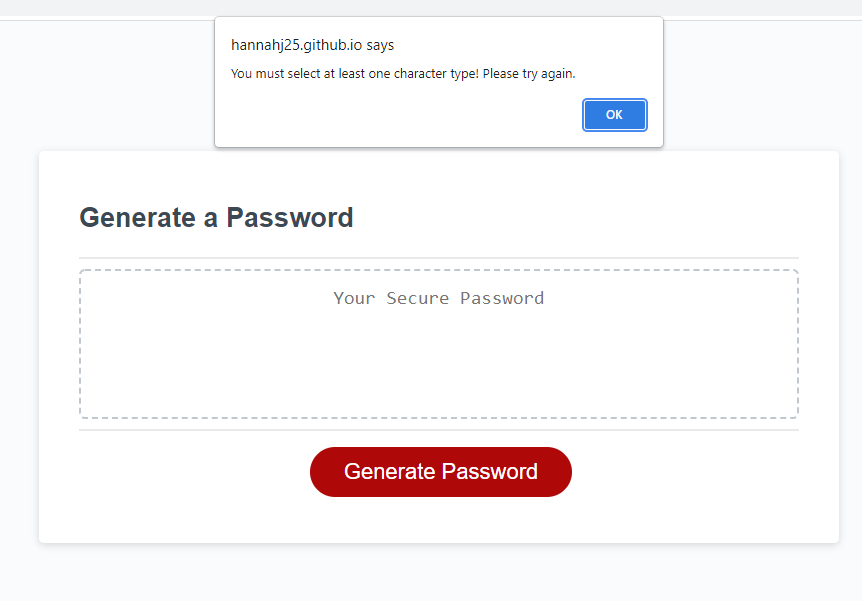 hannahj25.github.io says
You must select at least one character type! Please try again.
OK
Generate a Password
Your Secure Password
Generate Password